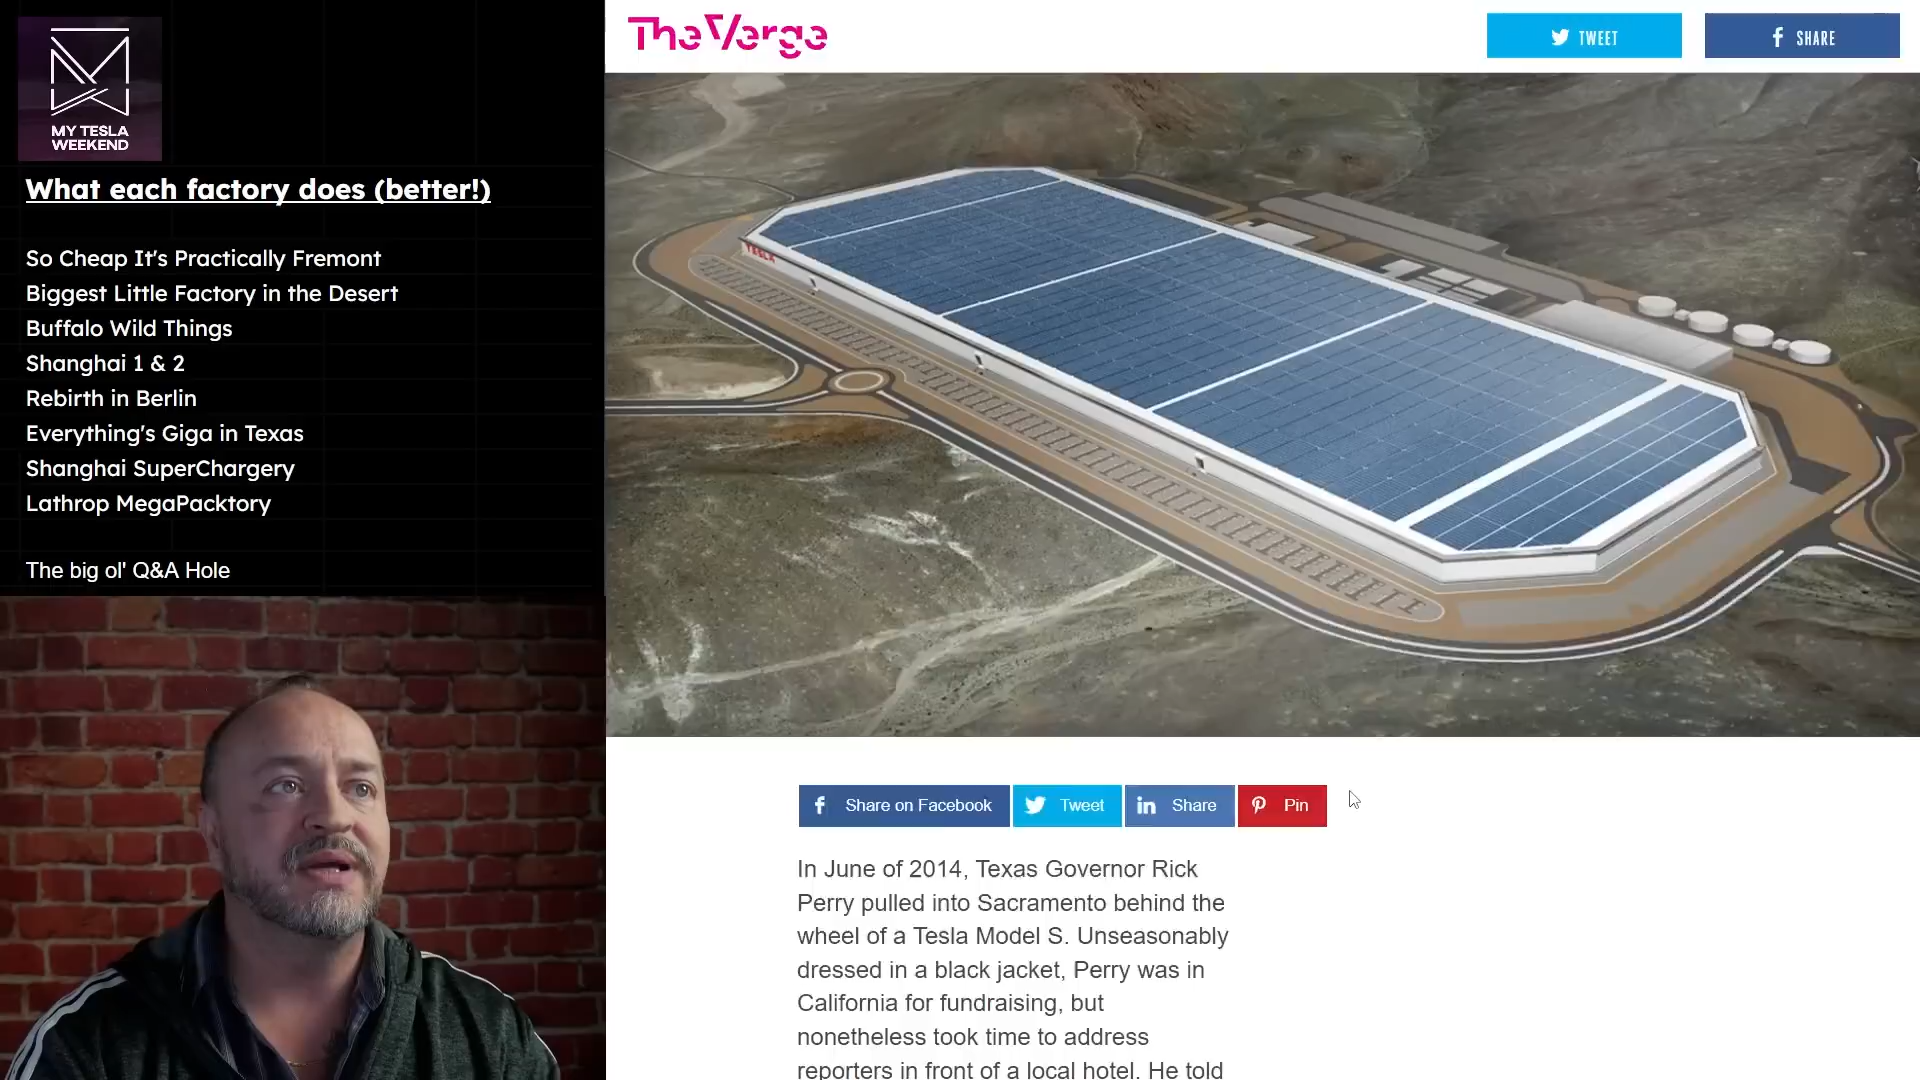 MY TESLA
WEEKEND
What each factory does (better!)
So Cheap It's Practically Fremont
Biggest Little Factory in the Desert
Buffalo Wild Things
Shanghai 1 & 2
Rebirth in Berlin
Everything's Giga in Texas
Shanghai SuperChargery
Lathrop MegaPacktory
The big ol' Q&A Hole
The Verge
TWEET
SHARE
TESLA
Share on Facebook
Tweet
Share
Pin
In June of 2014, Texas Governor Rick
Perry pulled into Sacramento behind the
wheel of a Tesla Model S. Unseasonably
dressed in a black jacket, Perry was in
California for fundraising, but
nonetheless took time to address
reporters in front of a local hotel. He told